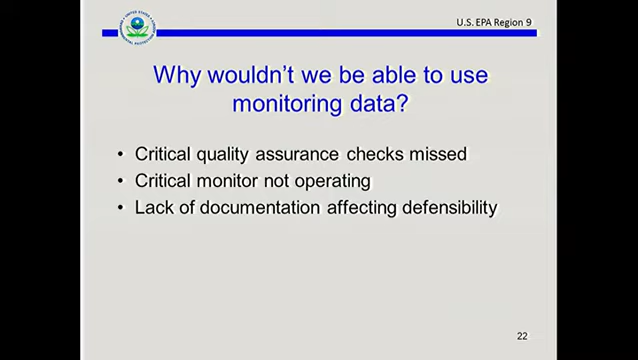 U.S. EPA Region 9
Why wouldn't we be able to use
monitoring data?
• Critical quality assurance checks missed
• Critical monitor not operating
• Lack of documentation affecting defensibility
22